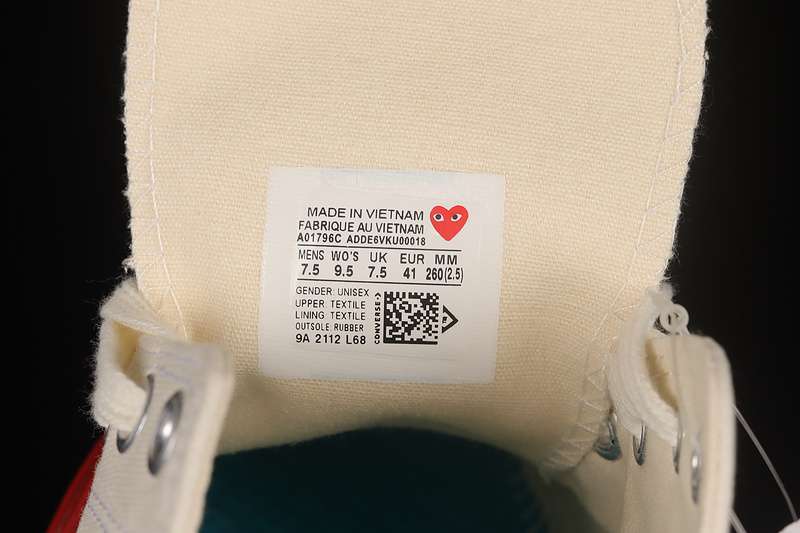 MADE IN VIETNAM
FABRIQUE AU VIETNAM
A01796C ADDE6VKU00018
MENS WO'S UK EUR MM
7.5 9.5 7.5 41 260(2.5)
GENDER: UNISEX
UPPER: TEXTILE
LINING: TEXTILE
OUTSOLE: RUBBER
9A 2112 L68
CONVERSE
E